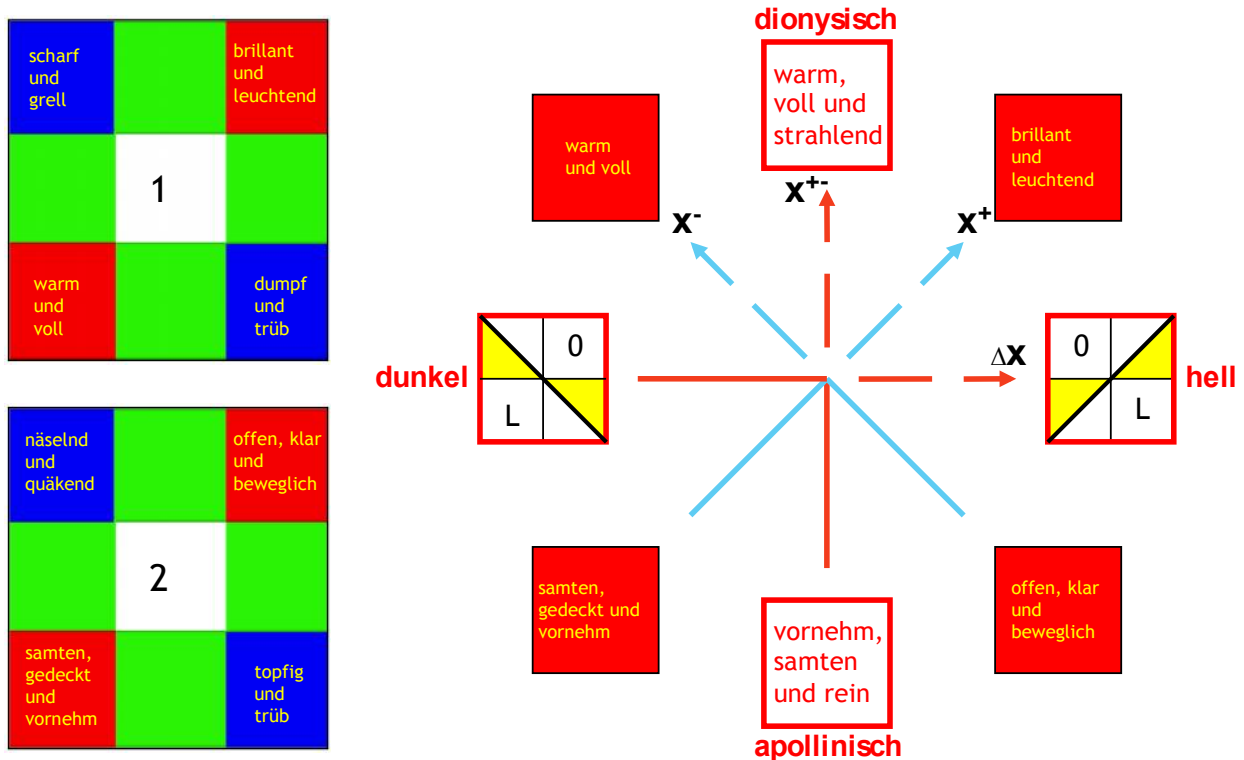 scharf
und
grell
brillant
und
leuchtend
1
warm
und
voll
dumpf
und
trüb
näselnd
und
quäkend
offen, klar
und
beweglich
2
samten,
gedeckt und
und
vornehm
topfig
und
trüb
dionysisch
warm,
voll und
strahlend
warm
und voll
brillant
und
leuchtend
x-
x+-
x+
dunkel
0
L
Δx
0
L
hell
samten,
gedeckt und
vornehm
vornehm,
samten
und rein
offen, klar
und
beweglich
apollinisch